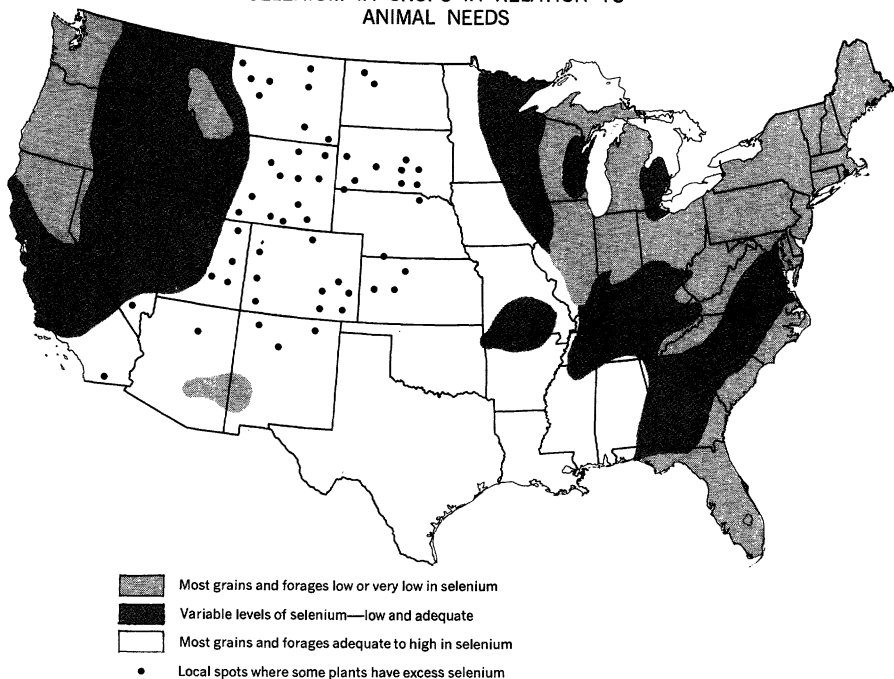 ANIMAL NEEDS
Most grains and forages low or very low in selenium
Variable levels of selenium—low and adequate
Most grains and forages adequate to high in selenium
Local spots where some plants have excess selenium